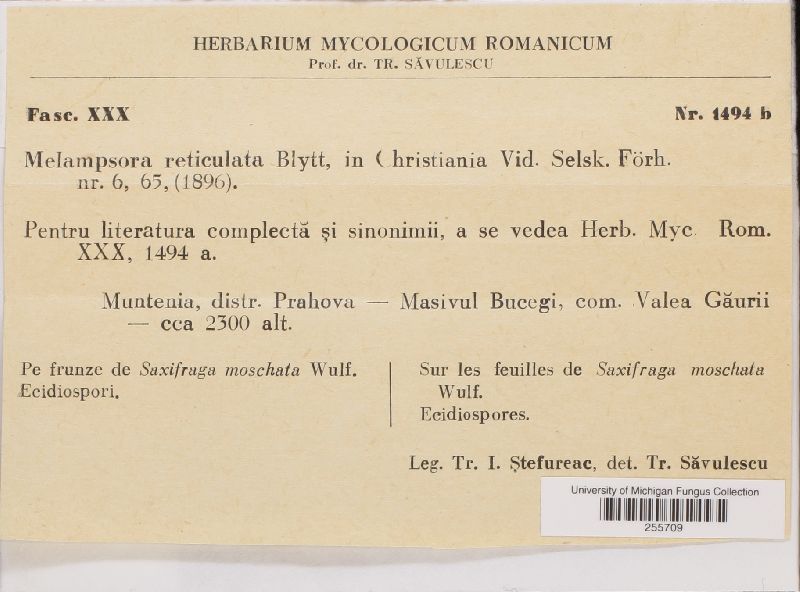 HERBARIUM MYCOLOGICUM ROMANICUM
Prof. dr. TR. SĂVULESCU
Fasc. XXX
Nr. 1494 b
Melampsora reticulata Blytt, in Christiania Vid. Selsk. Förh.
nr. 6, 65, (1896).
Pentru literatura complectă și sinonimii, a se vedea Herb. Myc. Rom.
XXX, 1494 a.
Muntenia, distr. Prahova — Masivul Bucegi, com. Valea Găurii
— cca 2300 alt.
Pe frunze de Saxifraga moschata Wulf.
Ecidiospori.
Sur les feuilles de Saxifraga moschata
Wulf.
Ecidiospores.
Leg. Tr. I. Ștefureac, det. Tr. Săvulescu
University of Michigan Fungus Collection
255709